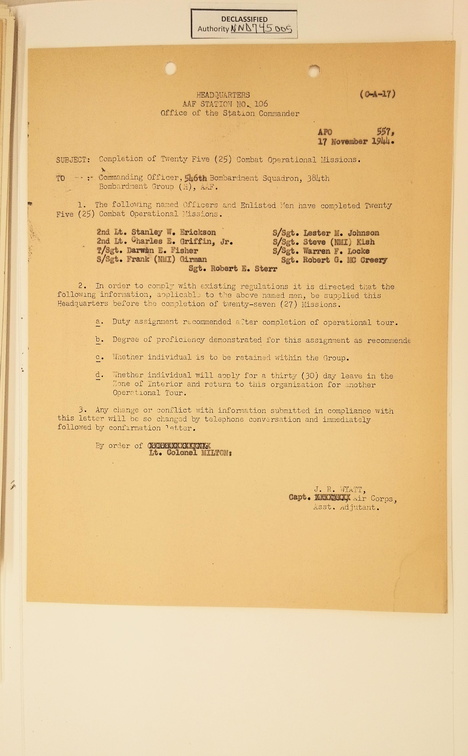 DECLASSIFIED
Authority NND745005
HEADQUARTERS (O-A-17)
AAF STATION NO. 106
Office of the Station Commander
APO 557,
17 November 1944.
SUBJECT: Completion of Twenty Five (25) Combat Operational Missions.
TO : Commanding Officer, 546th Bombardment Squadron, 384th
Bombardment Group (H), AAF.
1. The following named Officers and Enlisted Men have completed Twenty
Five (25) Combat Operational Missions.
2nd Lt. Stanley W. Erickson S/Sgt. Lester M. Johnson
2nd Lt. Charles E. Griffin, Jr. S/Sgt. Steve (NMI) Kish
T/Sgt. Darwan E. Fisher S/Sgt. Warren F. Locke
S/Sgt. Frank (NMI) Girman Sgt. Robert G. MC Greery
Sgt. Robert E. Sterr
2. In order to comply with existing regulations it is directed that the
following information, applicable to the above named men, be supplied this
Headquarters before the completion of twenty-seven (27) Missions.
a. Duty assignment recommended after completion of operational tour.
b. Degree of proficiency demonstrated for this assignment as recommende
c. Whether individual is to be retained within the Group.
d. Whether individual will apply for a thirty (30) day leave in the
Zone of Interior and return to this organization for another
Operational Tour.
3. Any change or conflict with information submitted in compliance with
this letter will be so changed by telephone conversation and immediately
followed by confirmation letter.
By order of
Lt. Colonel MILTON:
J. H. WYATT,
Capt. Air Corps,
Asst. Adjutant.